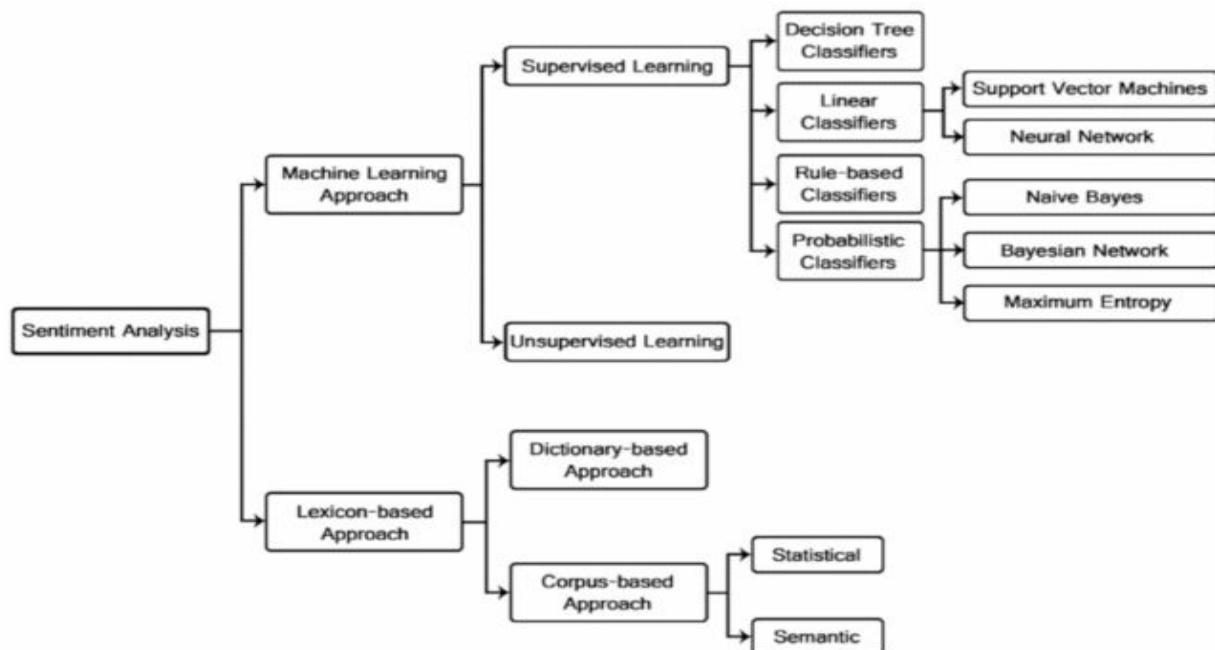 Sentiment Analysis
Machine Learning
Approach
Lexicon-based
Approach
Supervised Learning
Unsupervised Learning
Dictionary-based
Approach
Corpus-based
Approach
Decision Tree
Classifiers
Linear
Classifiers
Rule-based
Classifiers
Probabilistic
Classifiers
Support Vector Machines
Neural Network
Naive Bayes
Bayesian Network
Maximum Entropy
Statistical
Semantic